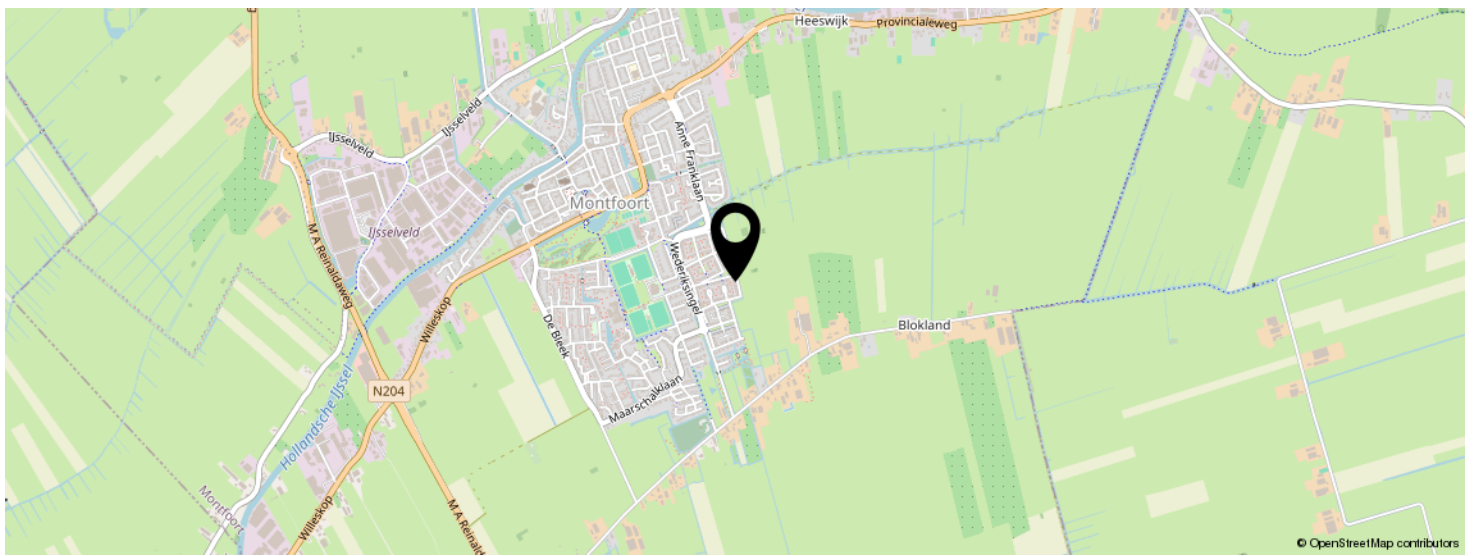 Heeswijk
Provincialeweg
IJsselveld
IJsselveld
Anne Franklaan
Montfoort
IJsselveld
M A Reinaldaweg
Wederiksingel
Willeskop
De Bleek
Blokland
N204
Maarschalklaan
Hollandsche IJssel
Montfoort
Willeskop
M A Reinald
© OpenStreetMap contributors